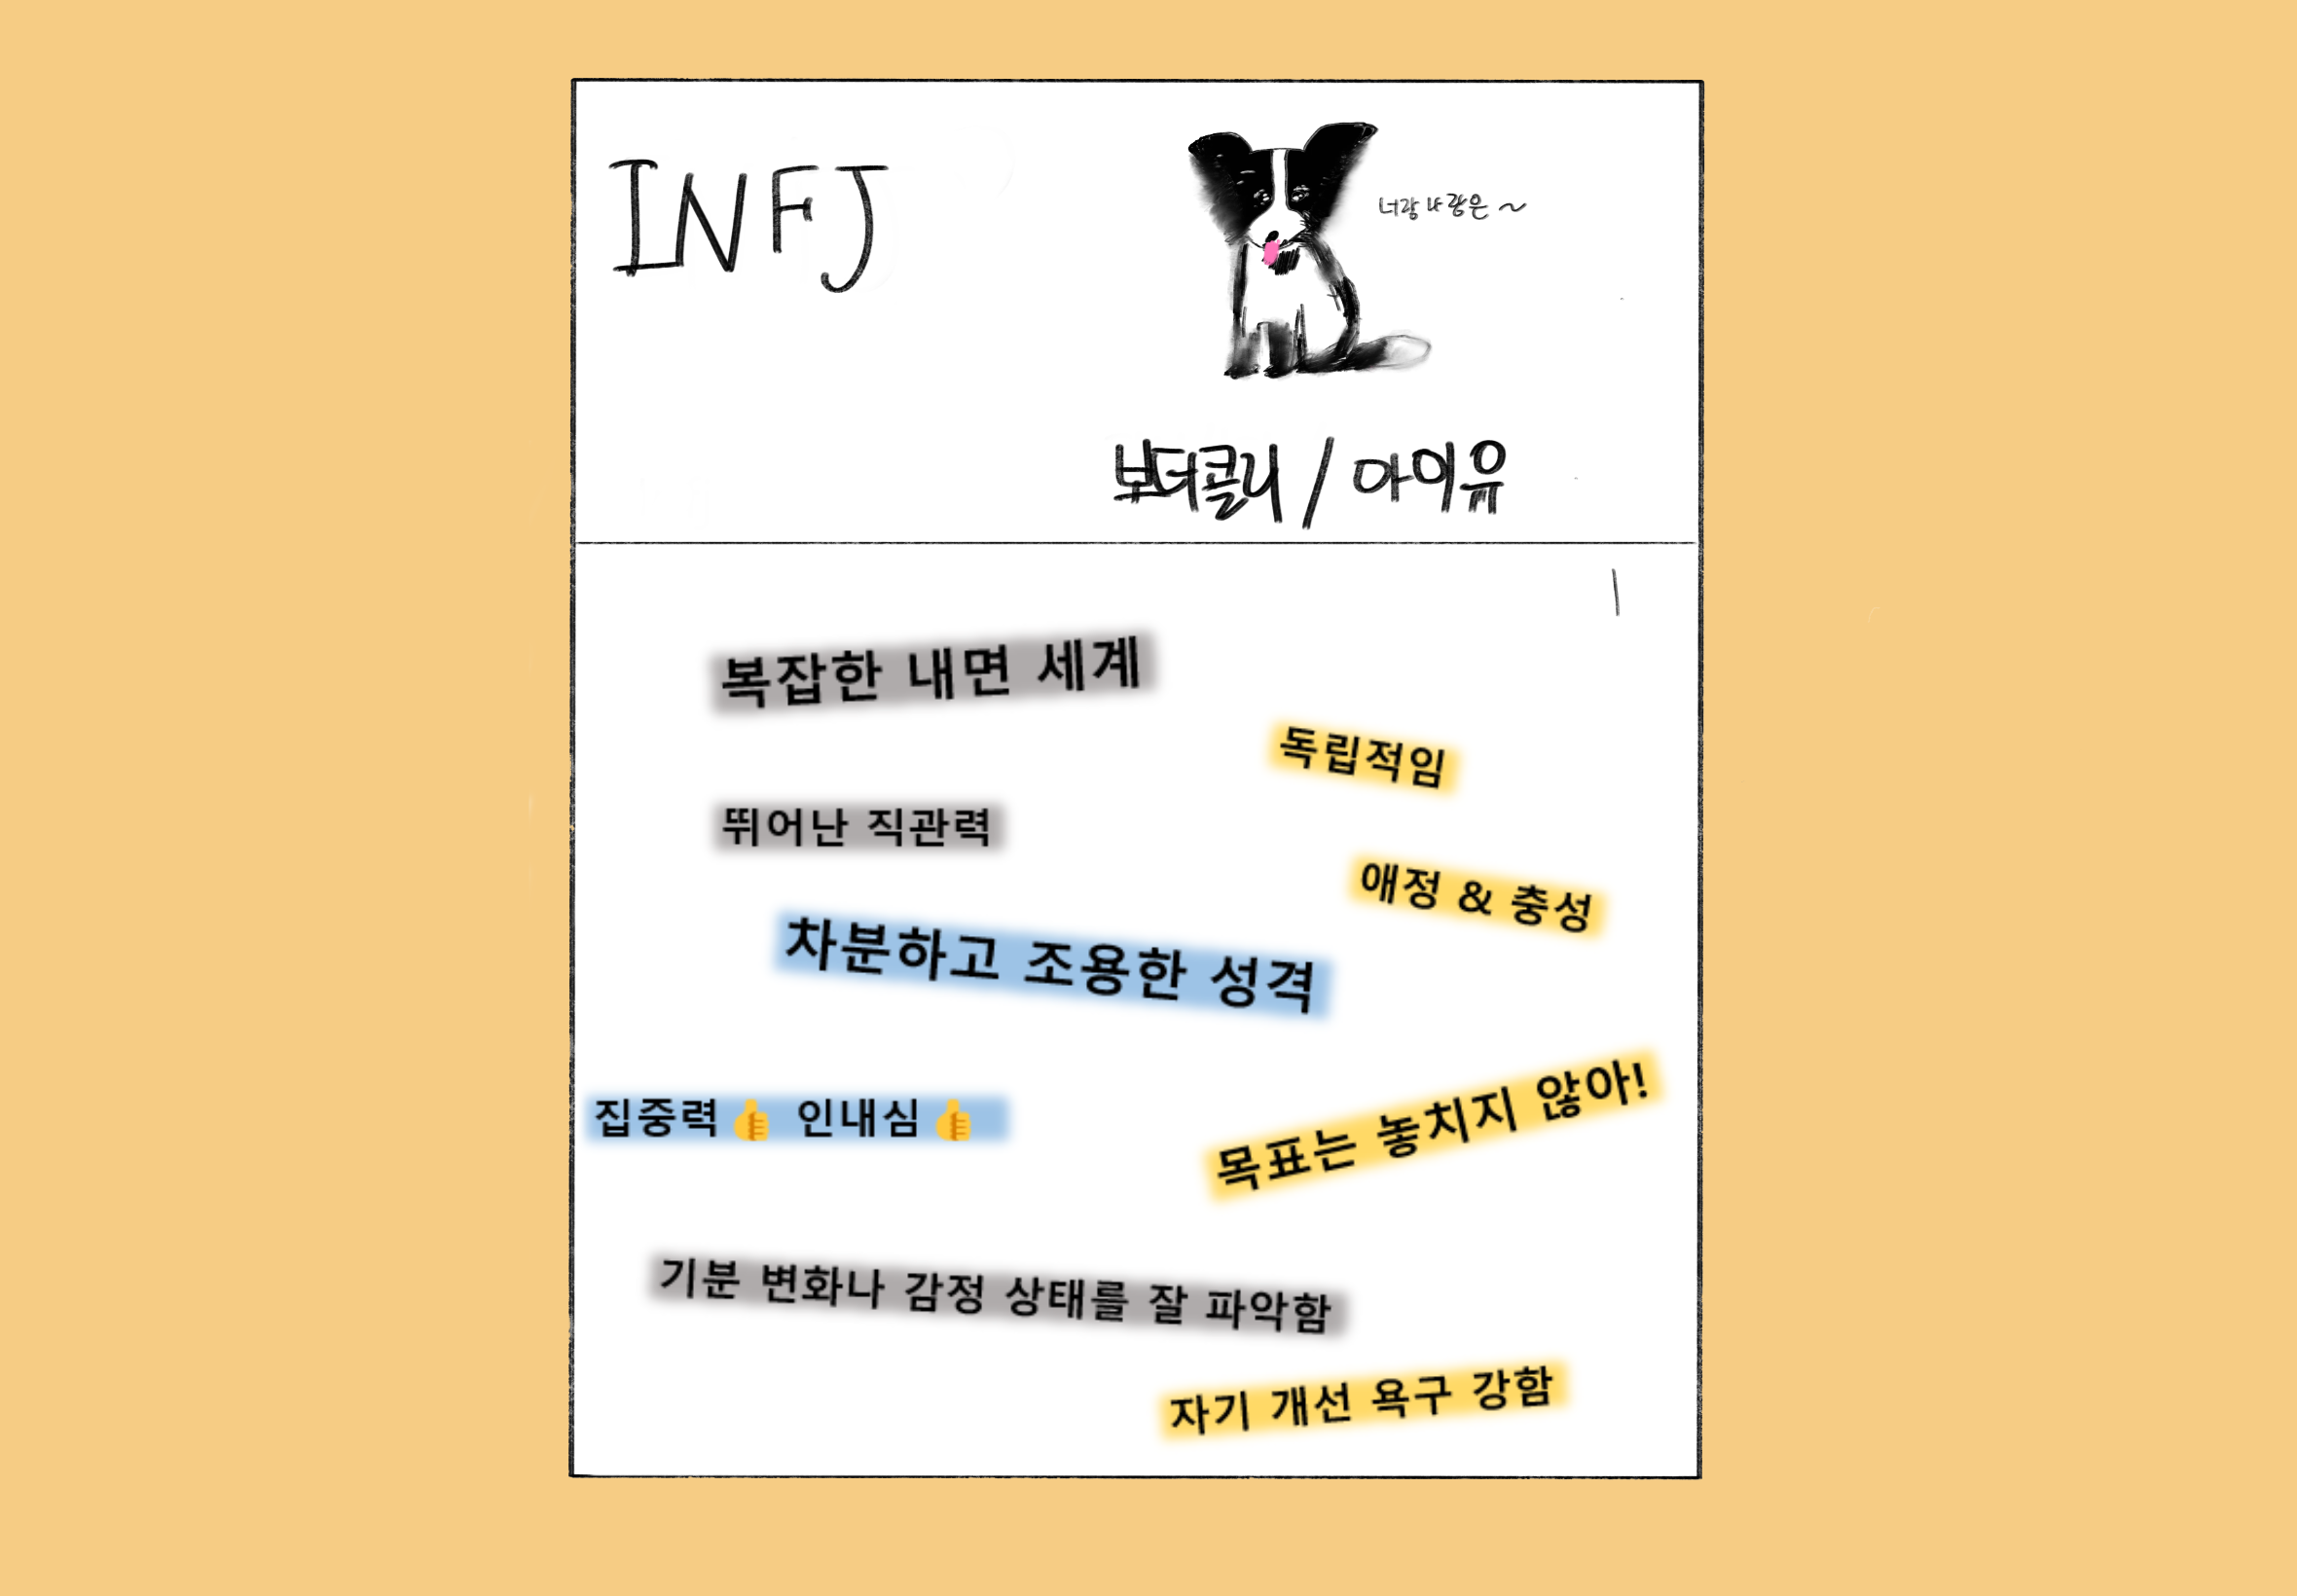 INFJ
너랑 나랑은~
보더콜리 / 아이유
복잡한 내면 세계
독립적임
뛰어난 직관력
애정 & 충성
차분하고 조용한 성격
집중력👍 인내심👍
목표는 놓치지 않아!
기분 변화나 감정 상태를 잘 파악함
자기 개선 욕구 강함